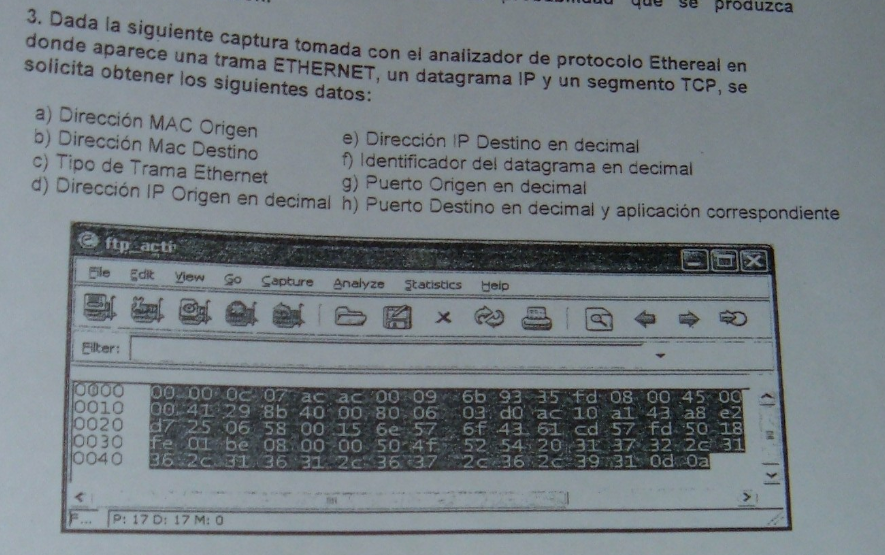 que se produzca
3. Dada la siguiente captura tomada con el analizador de protocolo Ethereal en
donde aparece una trama ETHERNET, un datagrama IP y un segmento TCP, se
solicita obtener los siguientes datos:
a) Dirección MAC Origen
b) Dirección Mac Destino
c) Tipo de Trama Ethernet
d) Dirección IP Origen en decimal
e) Dirección IP Destino en decimal
f) Identificador del datagrama en decimal
g) Puerto Origen en decimal
h) Puerto Destino en decimal y aplicación correspondiente
ftp_acti
File Edit View Go Capture Analyze Statistics Help
Filter:
0000 00 00 0c 07 ac ac 00 09 6b 93 35 fd 08 00 45 00
0010 00 41 29 8b 40 00 80 06 03 d0 ac 10 a1 43 a8 e2
0020 d7 25 06 58 00 15 6e 57 6f 43 61 cd 57 fd 50 18
0030 fe 01 be 08 00 00 50 4f 52 54 20 31 37 32 2c 31
0040 36 2c 31 36 31 2c 36 37 2c 36 2c 39 31 0d 0a
F... P: 17 D: 17 M: 0